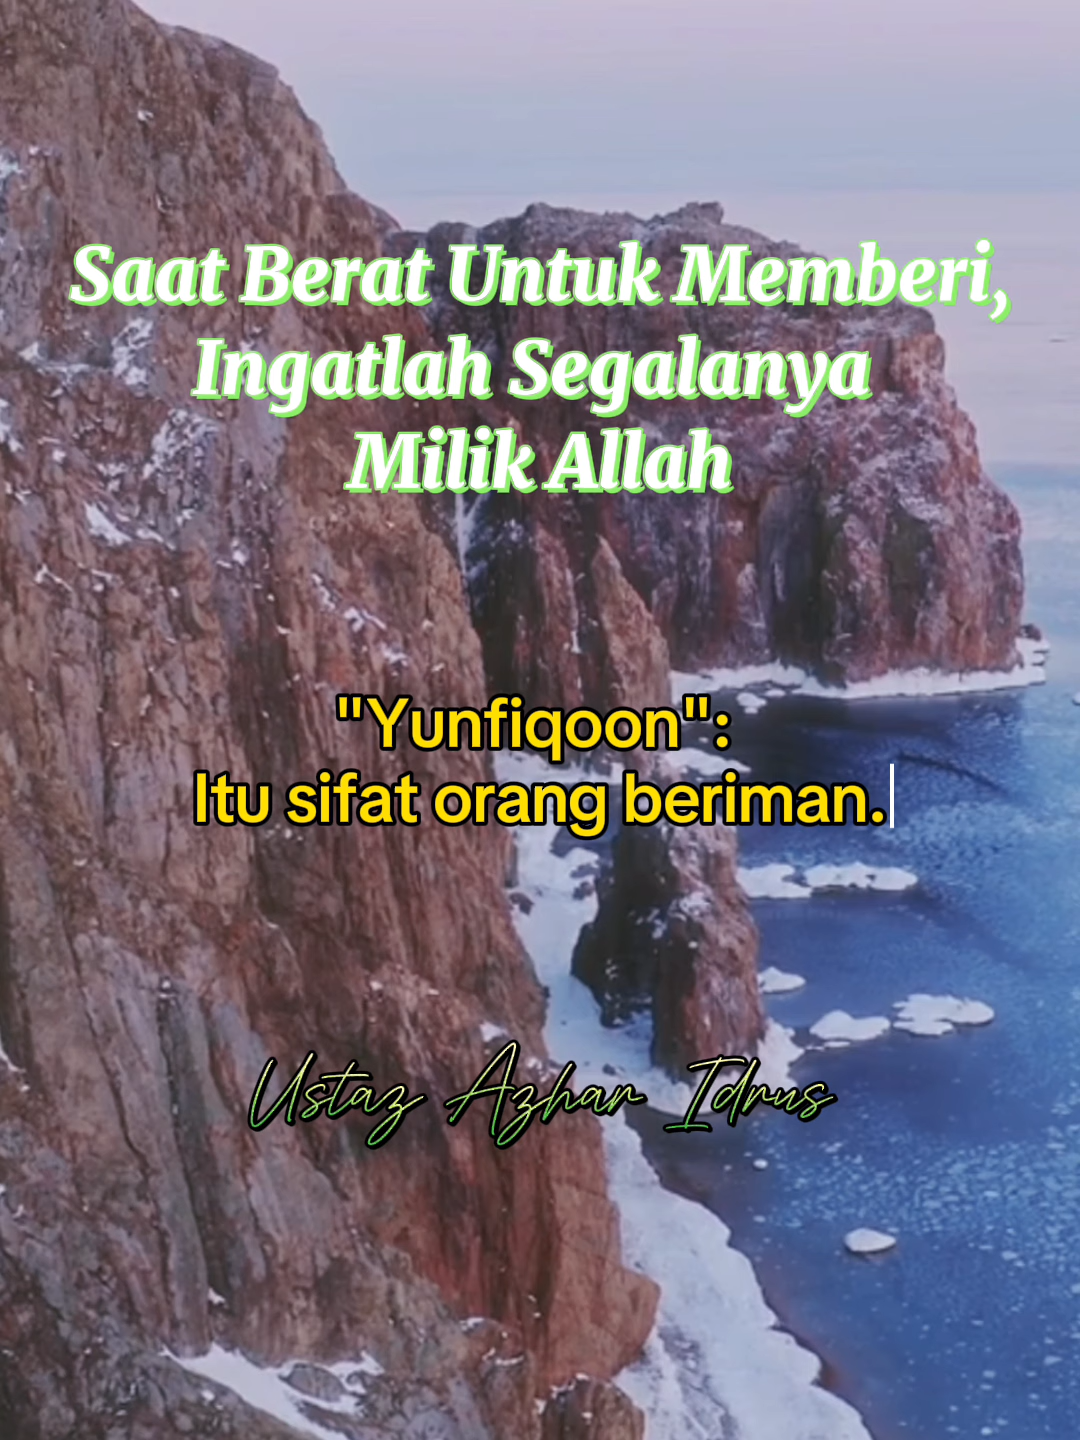 Saat Berat Untuk Memberi,
Ingatlah Segalanya
Milik Allah
"Yunfiqoon":
Itu sifat orang beriman.
Ustaz Azhar Idrus